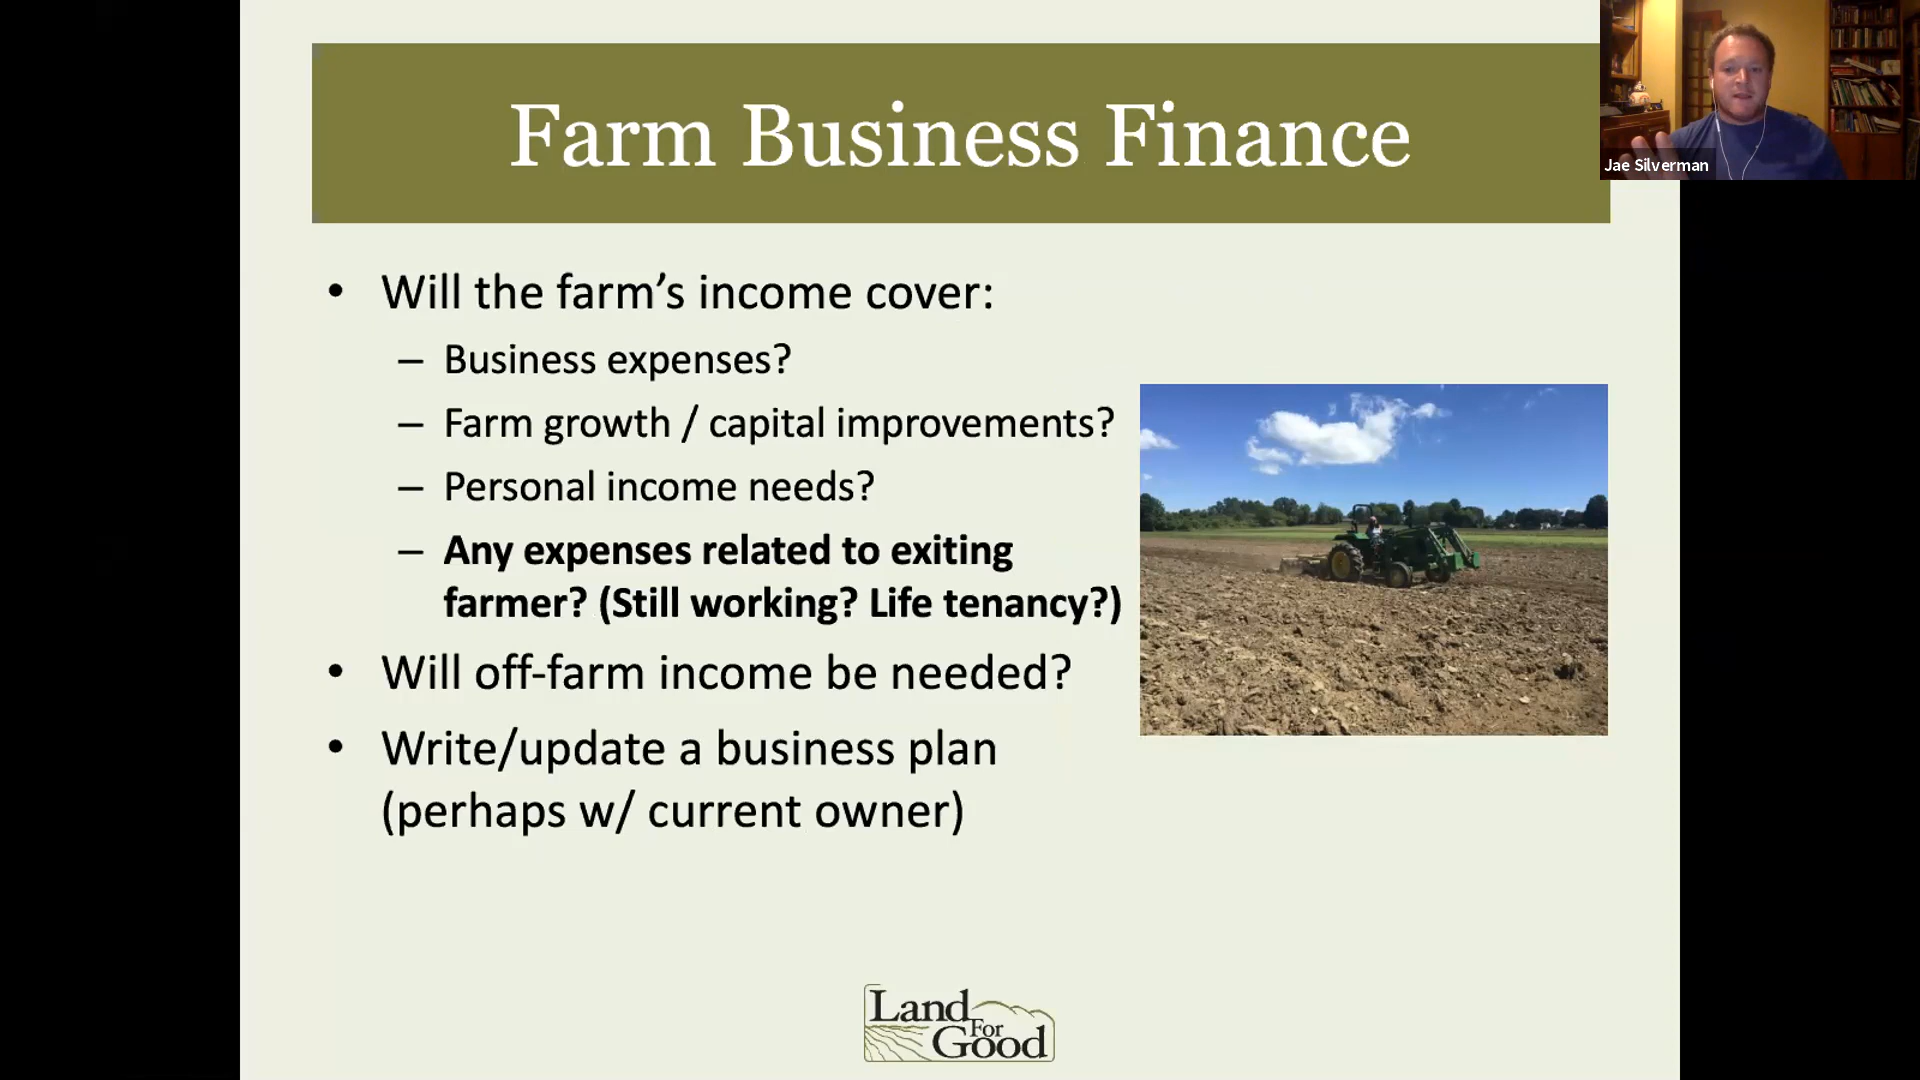 Farm Business Finance
Jae Silverman
• Will the farm’s income cover:
– Business expenses?
– Farm growth / capital improvements?
– Personal income needs?
– Any expenses related to exiting
farmer? (Still working? Life tenancy?)
• Will off-farm income be needed?
• Write/update a business plan
(perhaps w/ current owner)
Land
For
Good